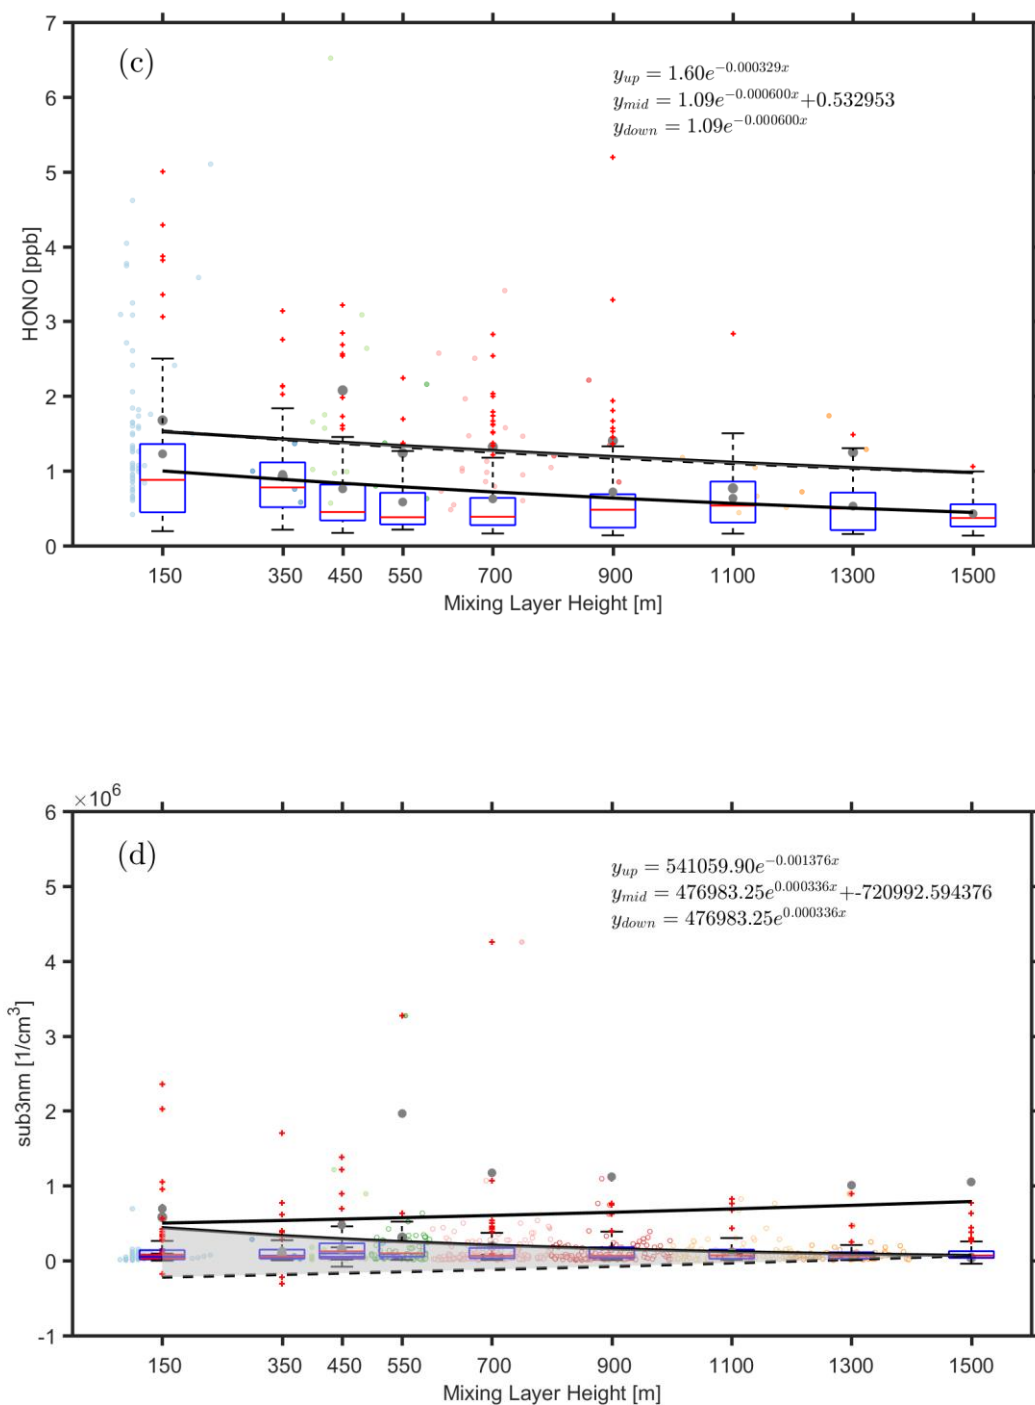 7
(c)
y_up = 1.60e^{-0.000329x}
6
y_mid = 1.09e^{-0.000600x}+0.532953
y_down = 1.09e^{-0.000600x}
5
4
HONO [ppb]
3
2
1
0
150 350 450 550 700 900 1100 1300 1500
Mixing Layer Height [m]
×10^6
6
(d)
y_up = 541059.90e^{-0.001376x}
5
y_mid = 476983.25e^{0.000336x}+-720992.594376
y_down = 476983.25e^{0.000336x}
4
3
sub3nm [1/cm^3]
2
1
0
-1
150 350 450 550 700 900 1100 1300 1500
Mixing Layer Height [m]